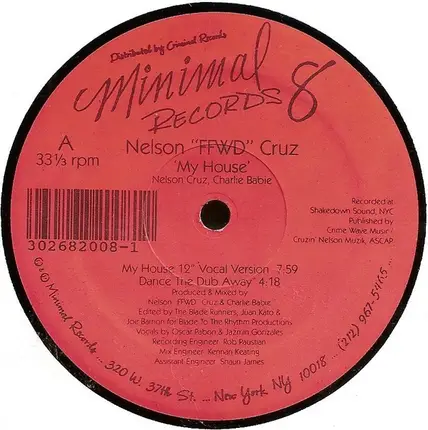 Distributed by Criminal Records
Minimal
RECORDS 8
A
33⅓ rpm
Nelson "FFWD" Cruz
'My House'
Nelson Cruz, Charlie Babie
Recorded at
Shakedown Sound, NYC
Published by
Crime Wave Music /
Cruzin' Nelson Muzik, ASCAP
302682008-1
My House 12" Vocal Version 7:59
Dance The Dub Away 4:18
Produced & Mixed by
Nelson FFWD Cruz & Charlie Babie
Edited by The Blade Runners, Juan Kato &
Joe Barnon for Blade To The Rhythm Productions
Vocals by Oscar Pabon & Jazmin Gonzales
Recording Engineer Rob Paustian
Mix Engineer Kennan Keating
Assistant Engineer Shaun James
℗ © Minimal Records... 320 W. 37th St. ... New York NY 10018 ... (212)